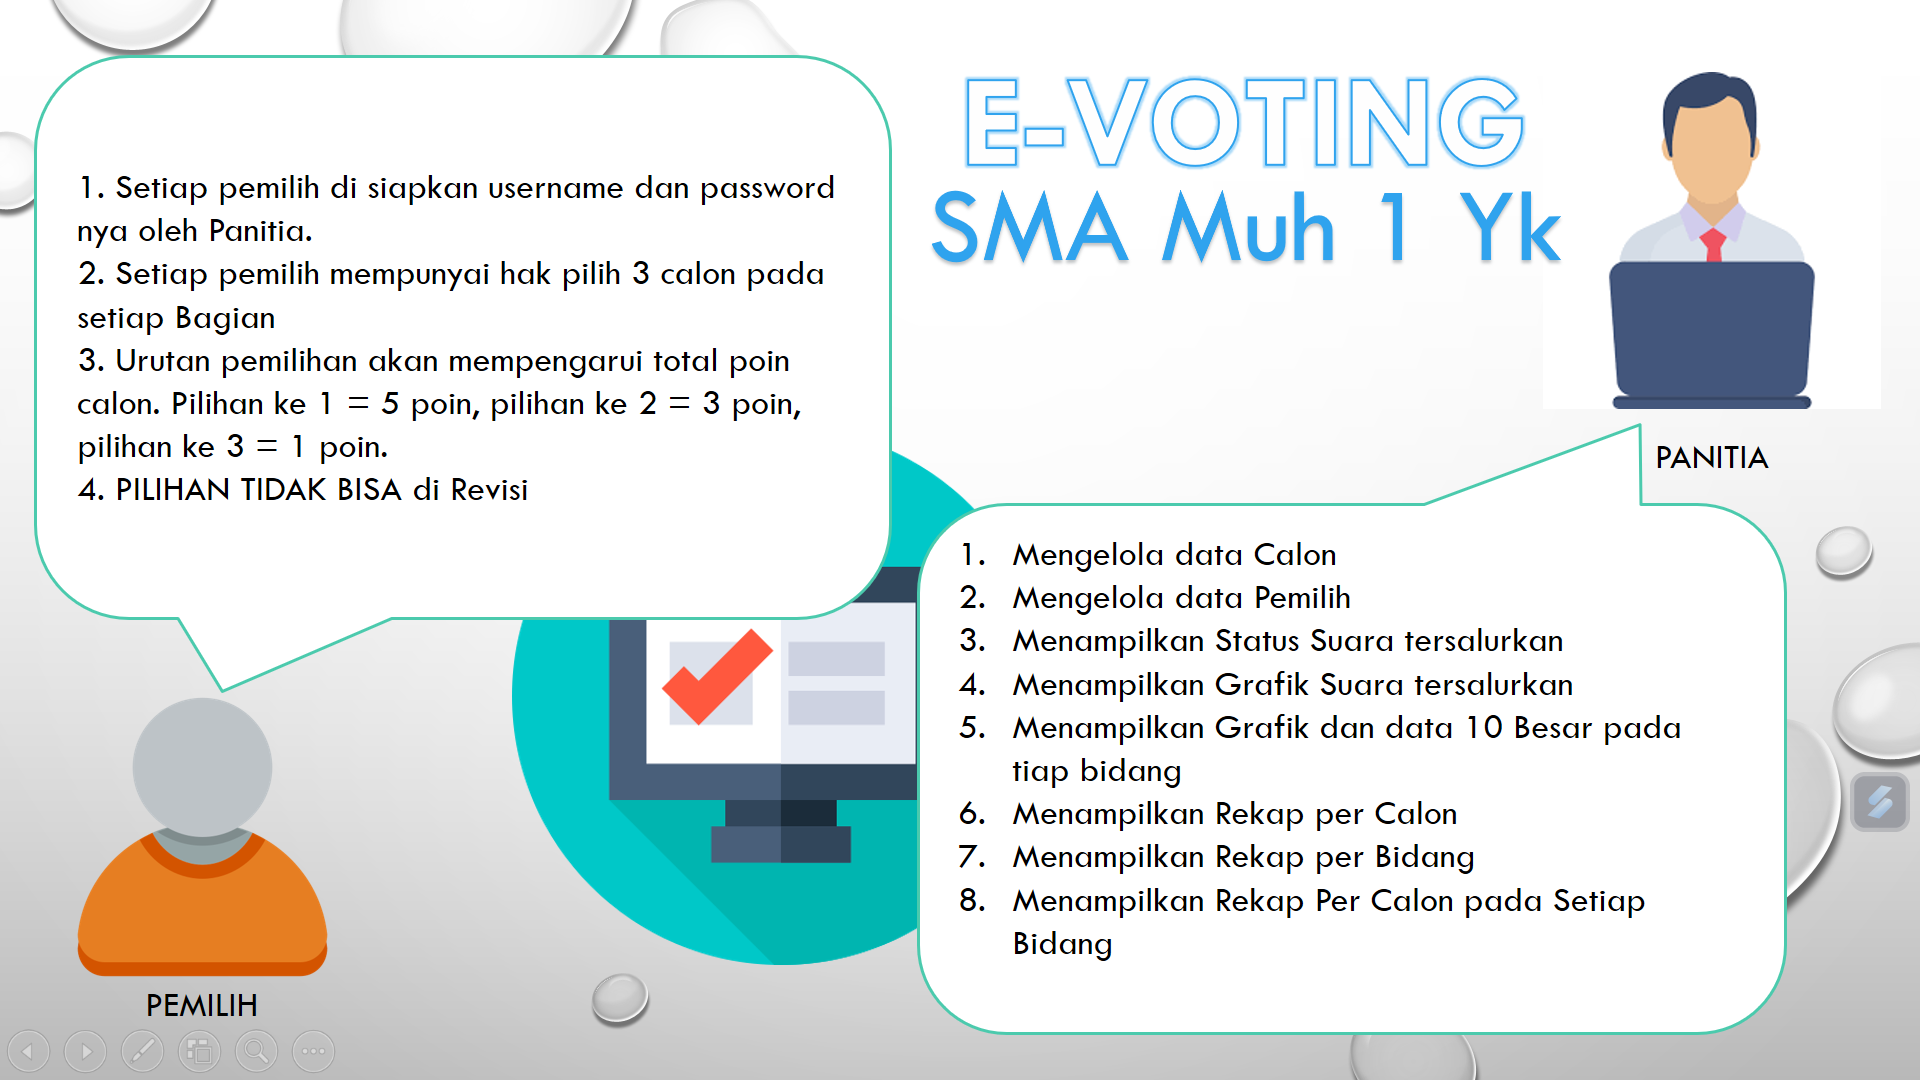 E-VOTING
SMA Muh 1 Yk
1. Setiap pemilih di siapkan username dan password
nya oleh Panitia.
2. Setiap pemilih mempunyai hak pilih 3 calon pada
setiap Bagian
3. Urutan pemilihan akan mempengarui total poin
calon. Pilihan ke 1 = 5 poin, pilihan ke 2 = 3 poin,
pilihan ke 3 = 1 poin.
4. PILIHAN TIDAK BISA di Revisi
PEMILIH
PANITIA
1. Mengelola data Calon
2. Mengelola data Pemilih
3. Menampilkan Status Suara tersalurkan
4. Menampilkan Grafik Suara tersalurkan
5. Menampilkan Grafik dan data 10 Besar pada
tiap bidang
6. Menampilkan Rekap per Calon
7. Menampilkan Rekap per Bidang
8. Menampilkan Rekap Per Calon pada Setiap
Bidang